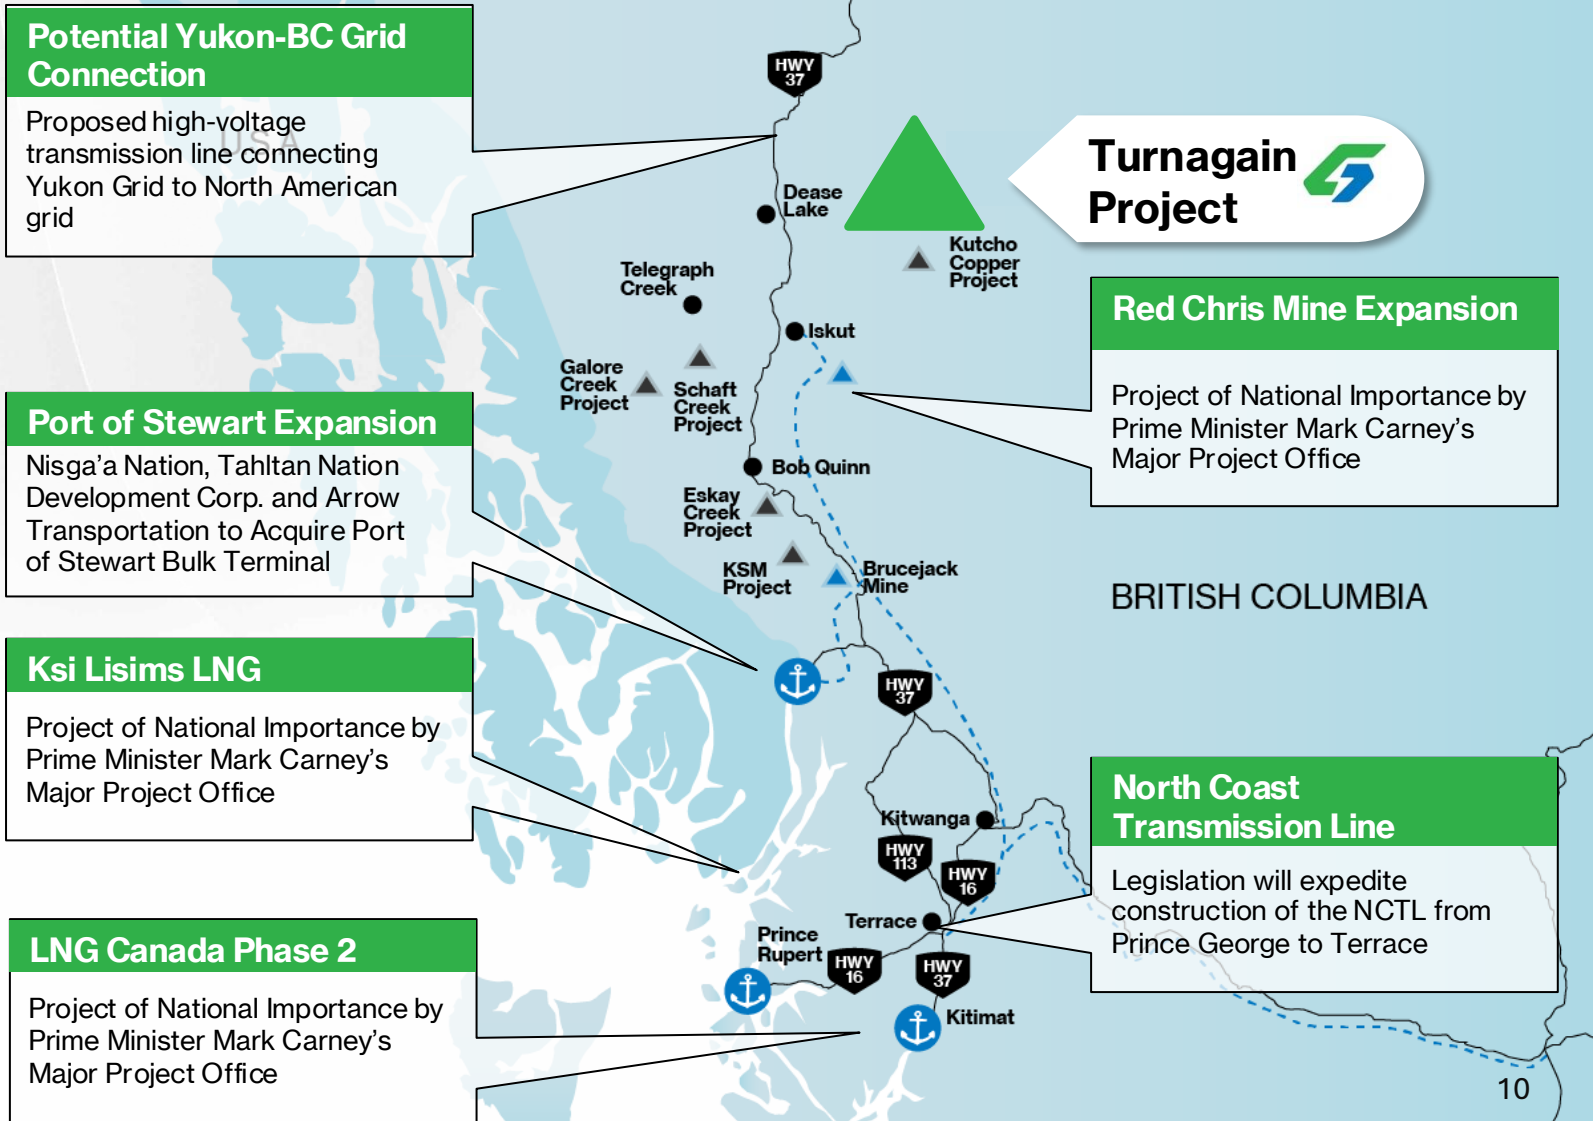 Potential Yukon-BC Grid
Connection
Proposed high-voltage
transmission line connecting
Yukon Grid to North American
grid
USA
HWY
37
Turnagain
Project
Dease
Lake
Kutcho
Copper
Project
Telegraph
Creek
Iskut
Red Chris Mine Expansion
Project of National Importance by
Prime Minister Mark Carney's
Major Project Office
Galore
Creek
Project
Schaft
Creek
Project
Port of Stewart Expansion
Nisga'a Nation, Tahltan Nation
Development Corp. and Arrow
Transportation to Acquire Port
of Stewart Bulk Terminal
Bob Quinn
Eskay
Creek
Project
KSM
Project
Brucejack
Mine
BRITISH COLUMBIA
Ksi Lisims LNG
Project of National Importance by
Prime Minister Mark Carney's
Major Project Office
HWY
37
Kitwanga
HWY
113
HWY
16
North Coast
Transmission Line
Legislation will expedite
construction of the NCTL from
Prince George to Terrace
Terrace
Prince
Rupert
HWY
16
HWY
37
Kitimat
LNG Canada Phase 2
Project of National Importance by
Prime Minister Mark Carney's
Major Project Office
10